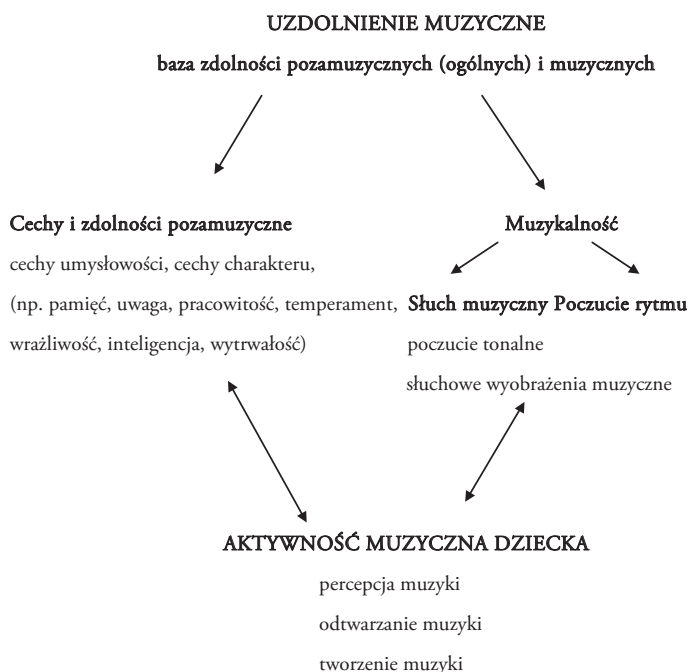 UZDOLNIENIE MUZYCZNE
baza zdolności pozamuzycznych (ogólnych) i muzycznych
Cechy i zdolności pozamuzyczne
cechy umysłowości, cechy charakteru,
(np. pamięć, uwaga, pracowitość, temperament,
wrażliwość, inteligencja, wytrwałość)
Muzykalność
Słuch muzyczny Poczucie rytmu
poczucie tonalne
słuchowe wyobrażenia muzyczne
AKTYWNOŚĆ MUZYCZNA DZIECKA
percepcja muzyki
odtwarzanie muzyki
tworzenie muzyki